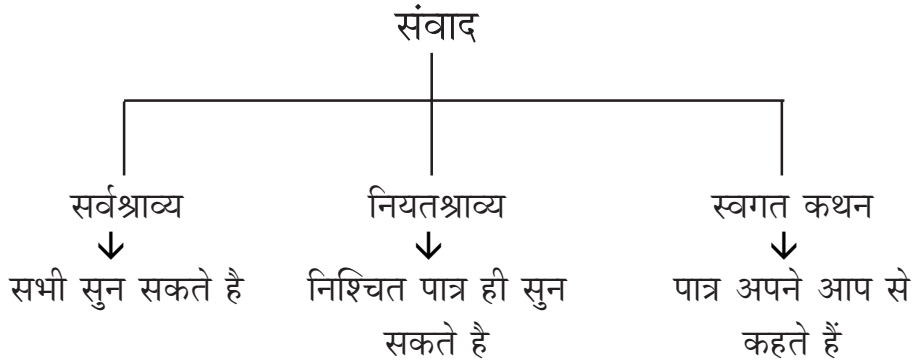 संवाद
सर्वश्राव्य
नियतश्राव्य
स्वगत कथन
सभी सुन सकते है
निश्चित पात्र ही सुन
सकते है
पात्र अपने आप से
कहते हैं